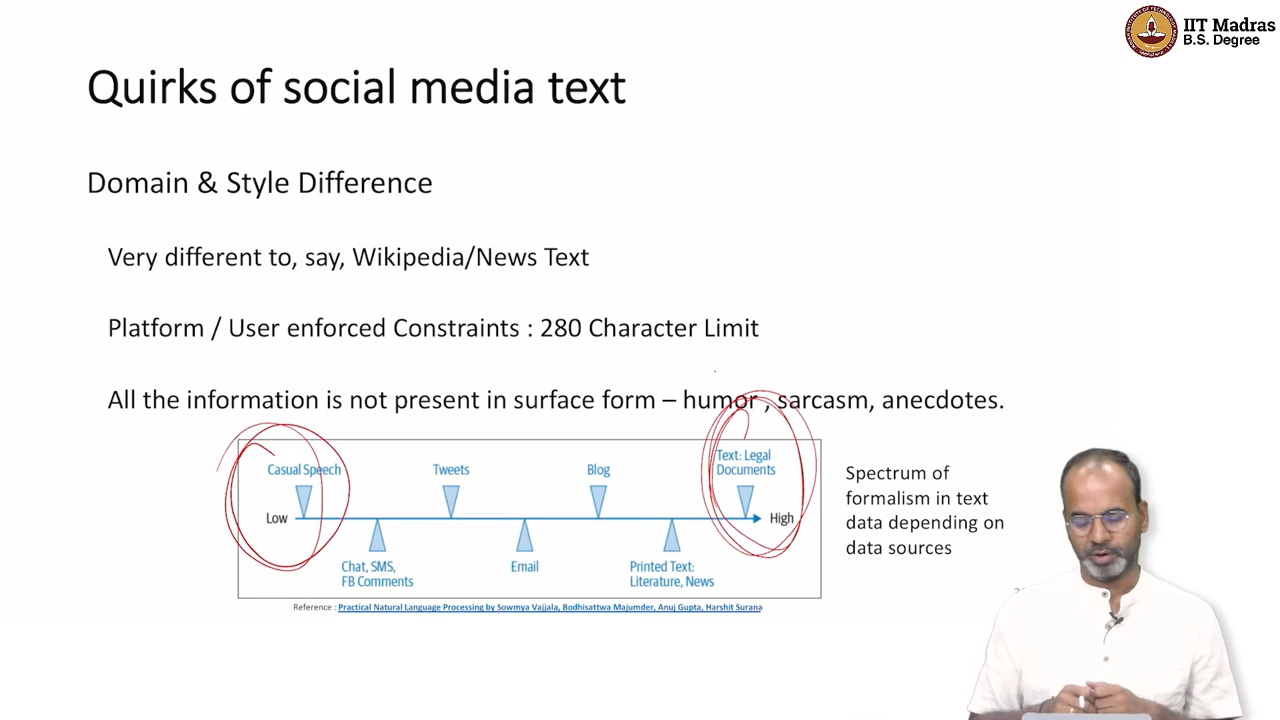 IIT Madras
B.S. Degree
Quirks of social media text
Domain & Style Difference
Very different to, say, Wikipedia/News Text
Platform / User enforced Constraints : 280 Character Limit
All the information is not present in surface form – humor , sarcasm, anecdotes.
Casual Speech
Tweets
Blog
Text: Legal
Documents
Low
High
Chat, SMS,
FB Comments
Email
Printed Text:
Literature, News
Spectrum of
formalism in text
data depending on
data sources
Reference : Practical Natural Language Processing by Sowmya Vajjala, Bodhisattwa Majumder, Anuj Gupta, Harshit Surana